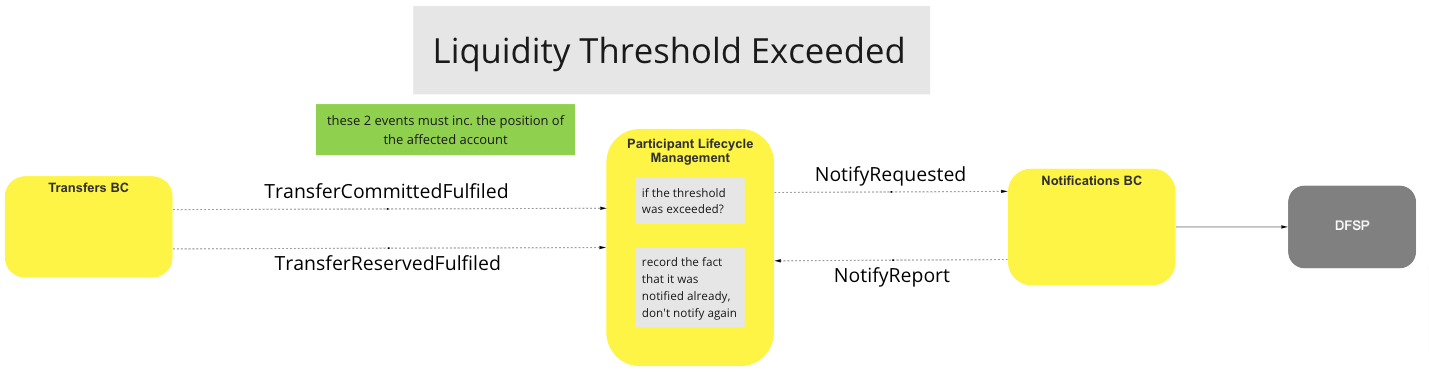 Liquidity Threshold Exceeded
these 2 events must inc. the position of
the affected account
Transfers BC
TransferCommittedFulfiled
TransferReservedFulfiled
Participant Lifecycle
Management
if the threshold
was exceeded?
record the fact
that it was
notified already,
don't notify again
NotifyRequested
NotifyReport
Notifications BC
DFSP